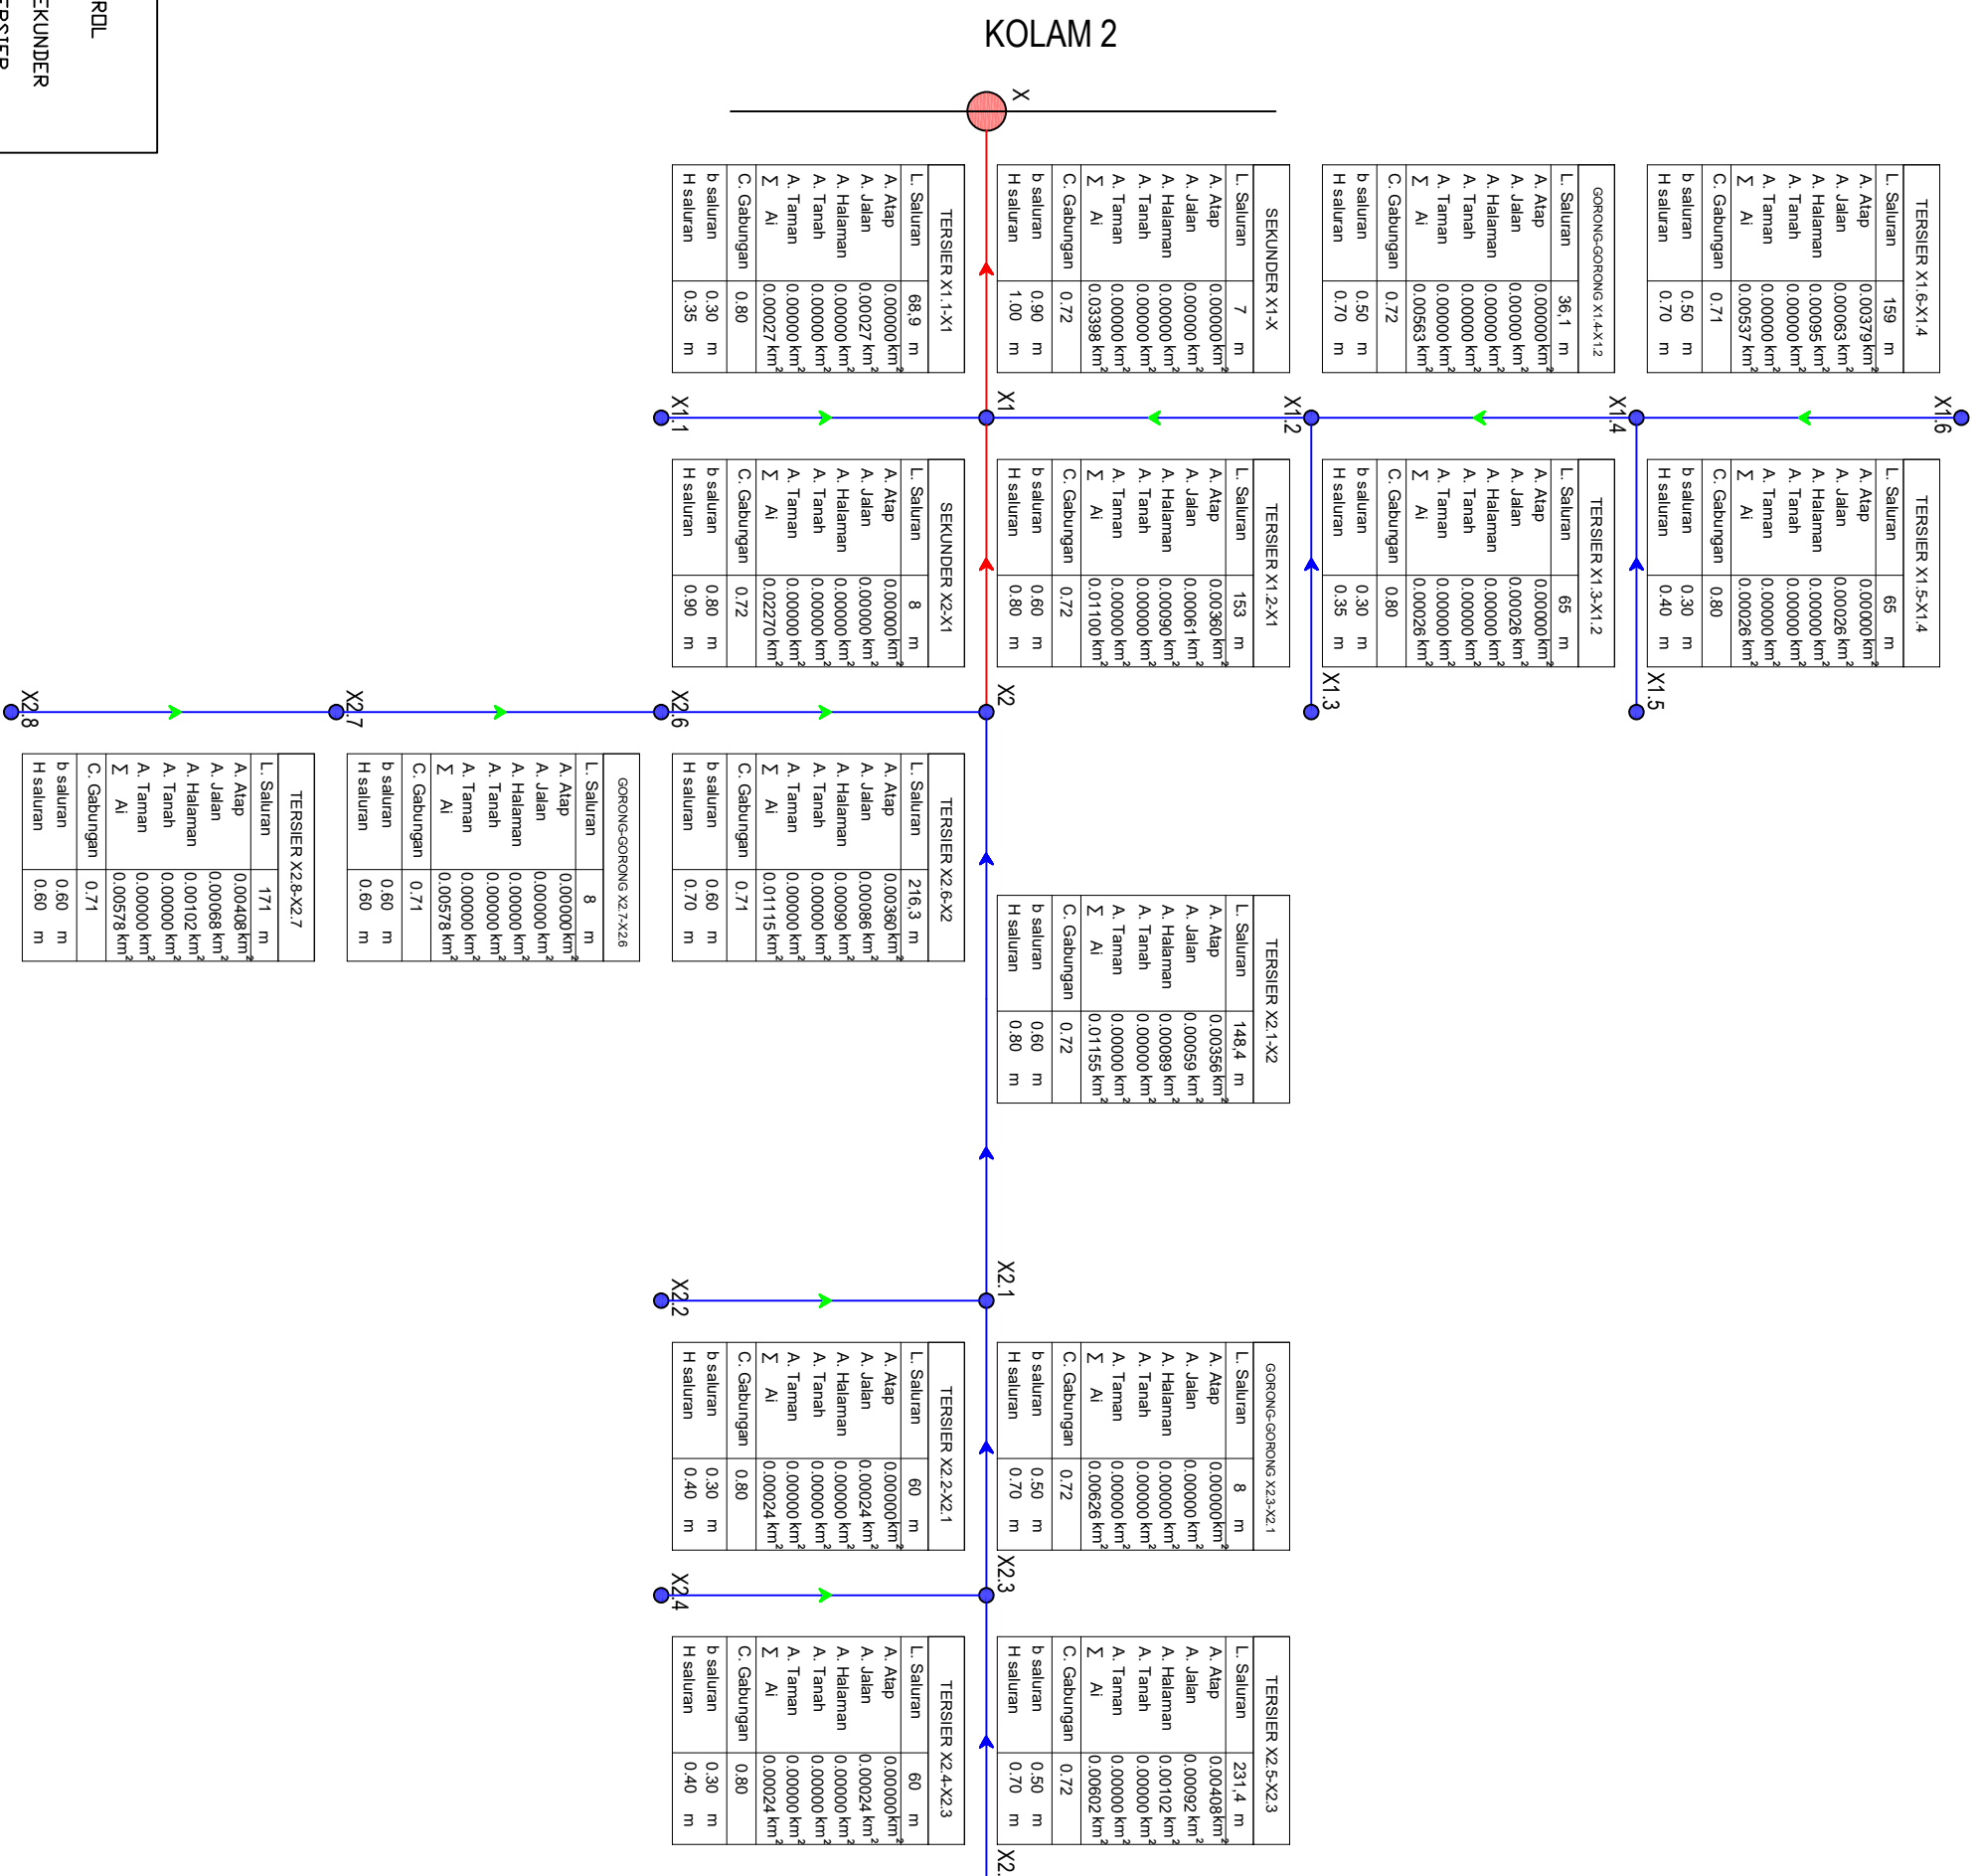 KOLAM 2
ROL
EKUNDER
ERSIER
X
TERSIER X1.1-X1
L. Saluran 68,9 m
A. Atap 0.00000 km²
A. Jalan 0.00027 km²
A. Halaman 0.00000 km²
A. Tanah 0.00000 km²
A. Taman 0.00000 km²
Σ Ai 0.00027 km²
C. Gabungan 0.80
b saluran 0.30 m
H saluran 0.35 m
SEKUNDER X1-X
L. Saluran 7 m
A. Atap 0.00000 km²
A. Jalan 0.00000 km²
A. Halaman 0.00000 km²
A. Tanah 0.00000 km²
A. Taman 0.00000 km²
Σ Ai 0.03398 km²
C. Gabungan 0.72
b saluran 0.90 m
H saluran 1.00 m
GORONG-GORONG X1.4-X1.2
L. Saluran 36,1 m
A. Atap 0.00000 km²
A. Jalan 0.00000 km²
A. Halaman 0.00000 km²
A. Tanah 0.00000 km²
A. Taman 0.00000 km²
Σ Ai 0.00563 km²
C. Gabungan 0.72
b saluran 0.50 m
H saluran 0.70 m
TERSIER X1.6-X1.4
L. Saluran 159 m
A. Atap 0.00379 km²
A. Jalan 0.00063 km²
A. Halaman 0.00095 km²
A. Tanah 0.00000 km²
A. Taman 0.00000 km²
Σ Ai 0.00537 km²
C. Gabungan 0.71
b saluran 0.50 m
H saluran 0.70 m
X1.1
X1
X1.2
X1.4
X1.6
SEKUNDER X2-X1
L. Saluran 8 m
A. Atap 0.00000 km²
A. Jalan 0.00000 km²
A. Halaman 0.00000 km²
A. Tanah 0.00000 km²
A. Taman 0.00000 km²
Σ Ai 0.02270 km²
C. Gabungan 0.72
b saluran 0.80 m
H saluran 0.90 m
TERSIER X1.2-X1
L. Saluran 153 m
A. Atap 0.00360 km²
A. Jalan 0.00061 km²
A. Halaman 0.00090 km²
A. Tanah 0.00000 km²
A. Taman 0.00000 km²
Σ Ai 0.01100 km²
C. Gabungan 0.72
b saluran 0.60 m
H saluran 0.80 m
TERSIER X1.3-X1.2
L. Saluran 65 m
A. Atap 0.00000 km²
A. Jalan 0.00026 km²
A. Halaman 0.00000 km²
A. Tanah 0.00000 km²
A. Taman 0.00000 km²
Σ Ai 0.00026 km²
C. Gabungan 0.80
b saluran 0.30 m
H saluran 0.35 m
TERSIER X1.5-X1.4
L. Saluran 65 m
A. Atap 0.00000 km²
A. Jalan 0.00026 km²
A. Halaman 0.00000 km²
A. Tanah 0.00000 km²
A. Taman 0.00000 km²
Σ Ai 0.00026 km²
C. Gabungan 0.80
b saluran 0.30 m
H saluran 0.40 m
X2.8
X2.7
X2.6
X2
X1.3
X1.5
TERSIER X2.8-X2.7
L. Saluran 171 m
A. Atap 0.00408 km²
A. Jalan 0.00068 km²
A. Halaman 0.00102 km²
A. Tanah 0.00000 km²
A. Taman 0.00000 km²
Σ Ai 0.00578 km²
C. Gabungan 0.71
b saluran 0.60 m
H saluran 0.60 m
GORONG-GORONG X2.7-X2.6
L. Saluran 8 m
A. Atap 0.00000 km²
A. Jalan 0.00000 km²
A. Halaman 0.00000 km²
A. Tanah 0.00000 km²
A. Taman 0.00000 km²
Σ Ai 0.00578 km²
C. Gabungan 0.71
b saluran 0.60 m
H saluran 0.60 m
TERSIER X2.6-X2
L. Saluran 216,3 m
A. Atap 0.00360 km²
A. Jalan 0.00086 km²
A. Halaman 0.00090 km²
A. Tanah 0.00000 km²
A. Taman 0.00000 km²
Σ Ai 0.01115 km²
C. Gabungan 0.71
b saluran 0.60 m
H saluran 0.70 m
TERSIER X2.1-X2
L. Saluran 148,4 m
A. Atap 0.00356 km²
A. Jalan 0.00059 km²
A. Halaman 0.00089 km²
A. Tanah 0.00000 km²
A. Taman 0.00000 km²
Σ Ai 0.01155 km²
C. Gabungan 0.72
b saluran 0.60 m
H saluran 0.80 m
X2.2
X2.1
TERSIER X2.2-X2.1
L. Saluran 60 m
A. Atap 0.00000 km²
A. Jalan 0.00024 km²
A. Halaman 0.00000 km²
A. Tanah 0.00000 km²
A. Taman 0.00000 km²
Σ Ai 0.00024 km²
C. Gabungan 0.80
b saluran 0.30 m
H saluran 0.40 m
GORONG-GORONG X2.3-X2.1
L. Saluran 8 m
A. Atap 0.00000 km²
A. Jalan 0.00000 km²
A. Halaman 0.00000 km²
A. Tanah 0.00000 km²
A. Taman 0.00000 km²
Σ Ai 0.00626 km²
C. Gabungan 0.72
b saluran 0.50 m
H saluran 0.70 m
X2.4
X2.3
TERSIER X2.4-X2.3
L. Saluran 60 m
A. Atap 0.00000 km²
A. Jalan 0.00024 km²
A. Halaman 0.00000 km²
A. Tanah 0.00000 km²
A. Taman 0.00000 km²
Σ Ai 0.00024 km²
C. Gabungan 0.80
b saluran 0.30 m
H saluran 0.40 m
TERSIER X2.5-X2.3
L. Saluran 231,4 m
A. Atap 0.00408 km²
A. Jalan 0.00092 km²
A. Halaman 0.00102 km²
A. Tanah 0.00000 km²
A. Taman 0.00000 km²
Σ Ai 0.00602 km²
C. Gabungan 0.72
b saluran 0.50 m
H saluran 0.70 m
X2.